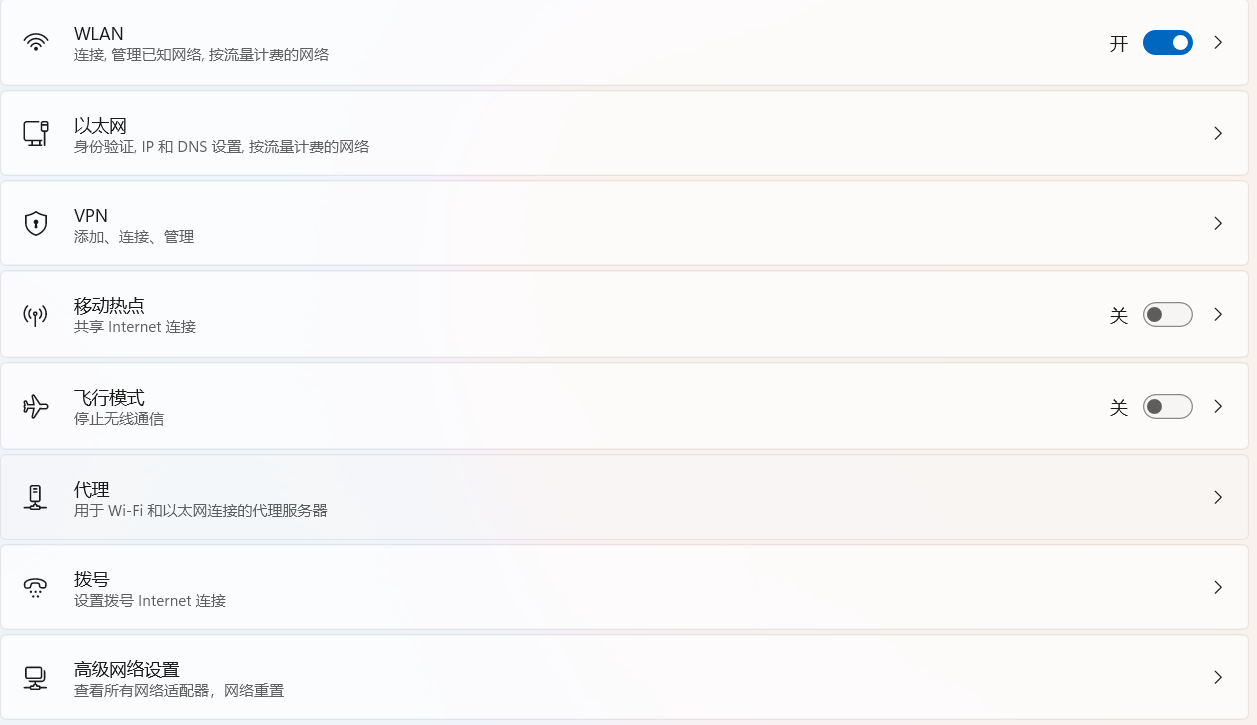 WLAN
连接, 管理已知网络, 按流量计费的网络
开
以太网
身份验证, IP 和 DNS 设置, 按流量计费的网络
VPN
添加、连接、管理
移动热点
共享 Internet 连接
关
飞行模式
停止无线通信
关
代理
用于 Wi-Fi 和以太网连接的代理服务器
拨号
设置拨号 Internet 连接
高级网络设置
查看所有网络适配器，网络重置